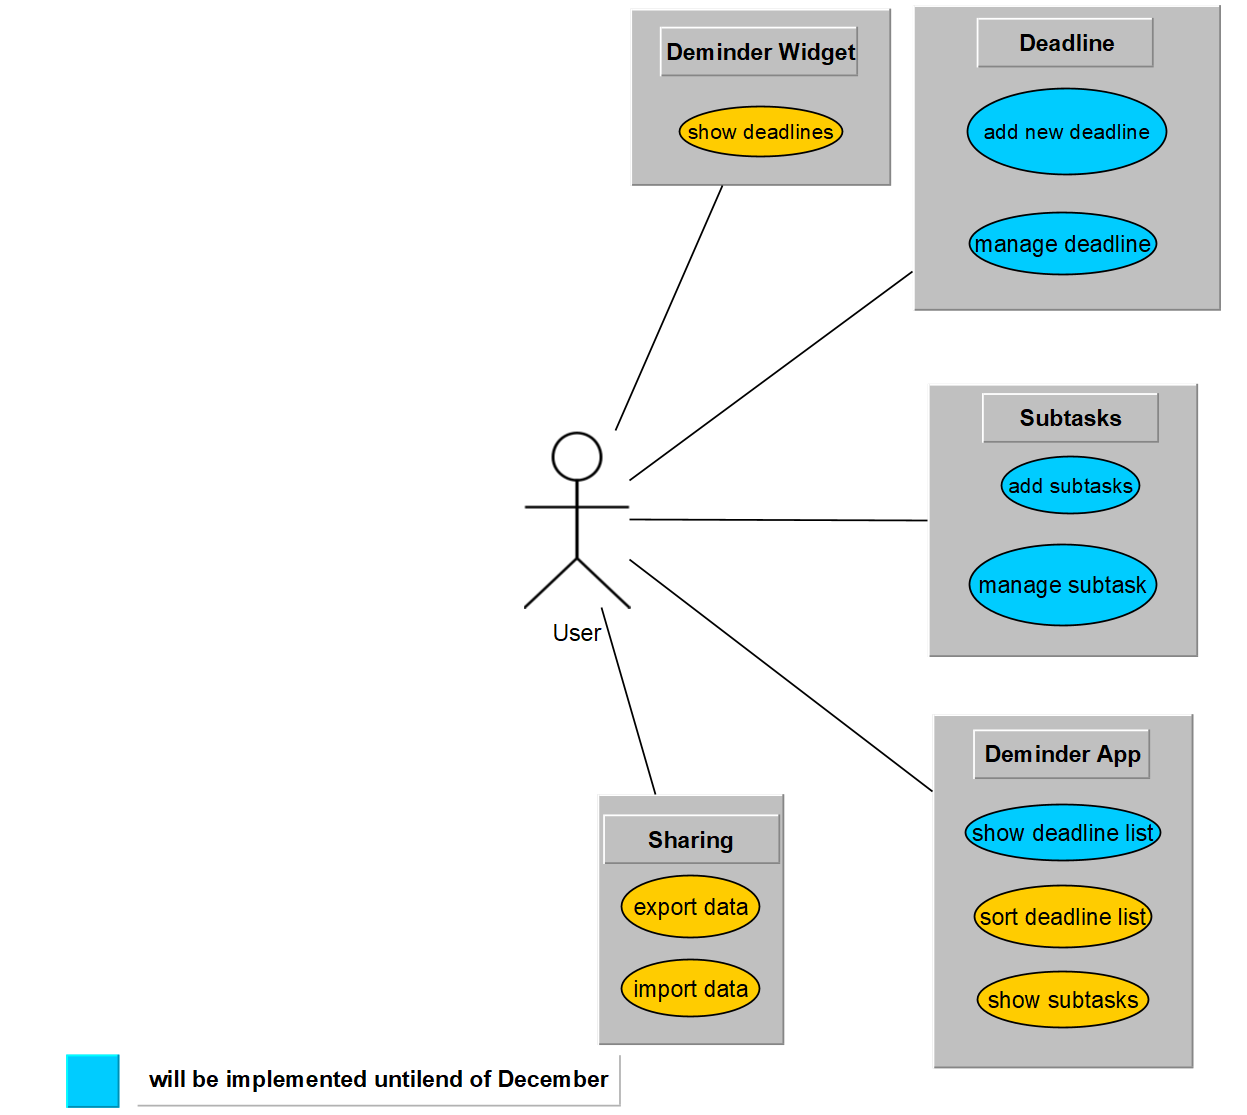 Deminder Widget
show deadlines
Deadline
add new deadline
manage deadline
Subtasks
add subtasks
manage subtask
User
Deminder App
show deadline list
sort deadline list
show subtasks
Sharing
export data
import data
will be implemented untilend of December